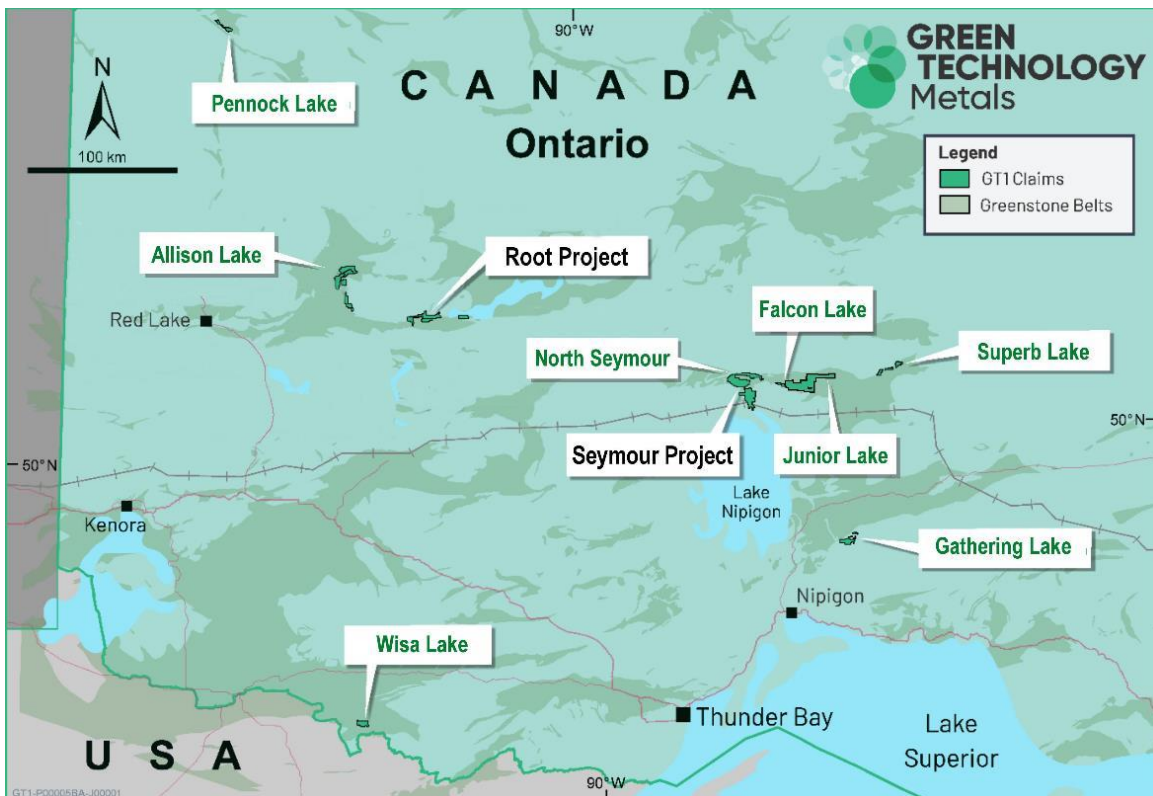 90°W
GREEN
TECHNOLOGY
Metals
N
Pennock Lake
CANADA
Ontario
100 km
Legend
GT1 Claims
Greenstone Belts
Allison Lake
Root Project
Red Lake
Falcon Lake
North Seymour
Superb Lake
50°N
Seymour Project
Junior Lake
50°N
Lake
Nipigon
Kenora
Gathering Lake
Nipigon
Wisa Lake
Thunder Bay
Lake
Superior
USA
90°W
GT1-P00005BA-J00001